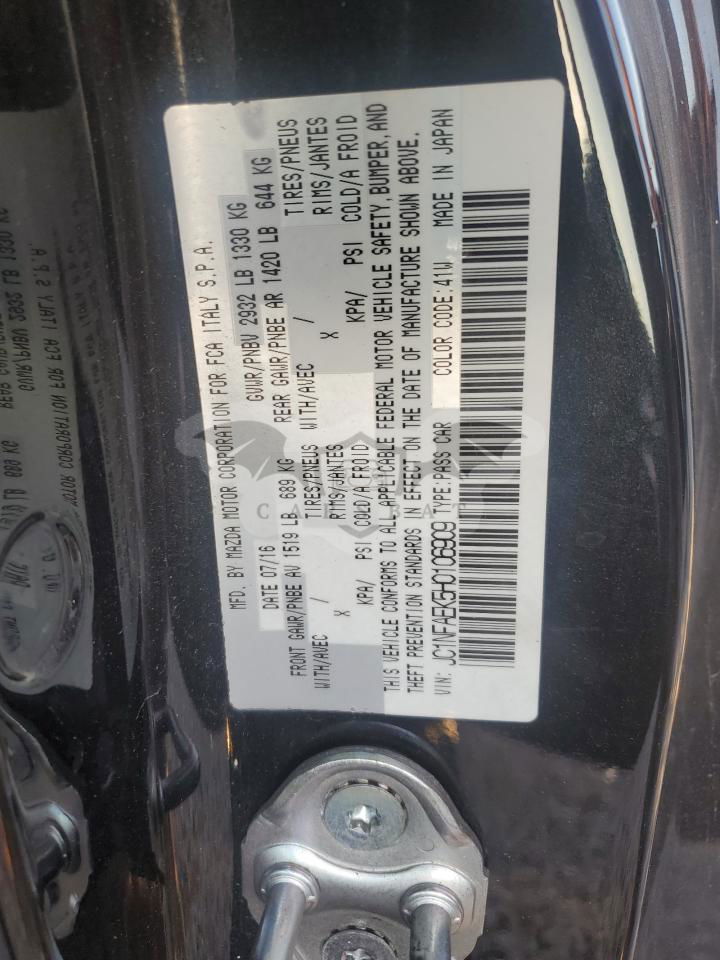 MFD. BY MAZDA MOTOR CORPORATION FOR FCA ITALY S.P.A.
DATE 07/16 GVWR/PNBV 2932 LB 1330 KG
FRONT GAWR/PNBE AV 1519 LB 689 KG REAR GAWR/PNBE AR 1420 LB 644 KG
WITH/AVEC TIRES/PNEUS WITH/AVEC TIRES/PNEUS
/ RIMS/JANTES / RIMS/JANTES
X X
KPA/ PSI COLD/A FROID KPA/ PSI COLD/A FROID
THIS VEHICLE CONFORMS TO ALL APPLICABLE FEDERAL MOTOR VEHICLE SAFETY, BUMPER, AND
THEFT PREVENTION STANDARDS IN EFFECT ON THE DATE OF MANUFACTURE SHOWN ABOVE.
VIN: JC1NFAEK5H0106909 TYPE: PASS CAR COLOR CODE: 41W MADE IN JAPAN
CARBAT